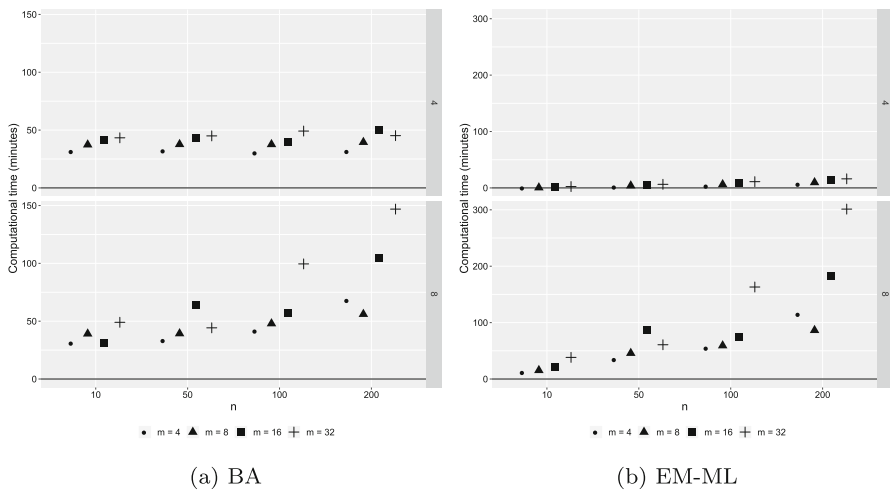 Computational time (minutes)
150
100
50
0
4
150
100
50
0
8
10 50 100 200
n
m = 4 m = 8 m = 16 m = 32
(a) BA
Computational time (minutes)
300
200
100
0
4
300
200
100
0
8
10 50 100 200
n
m = 4 m = 8 m = 16 m = 32
(b) EM-ML